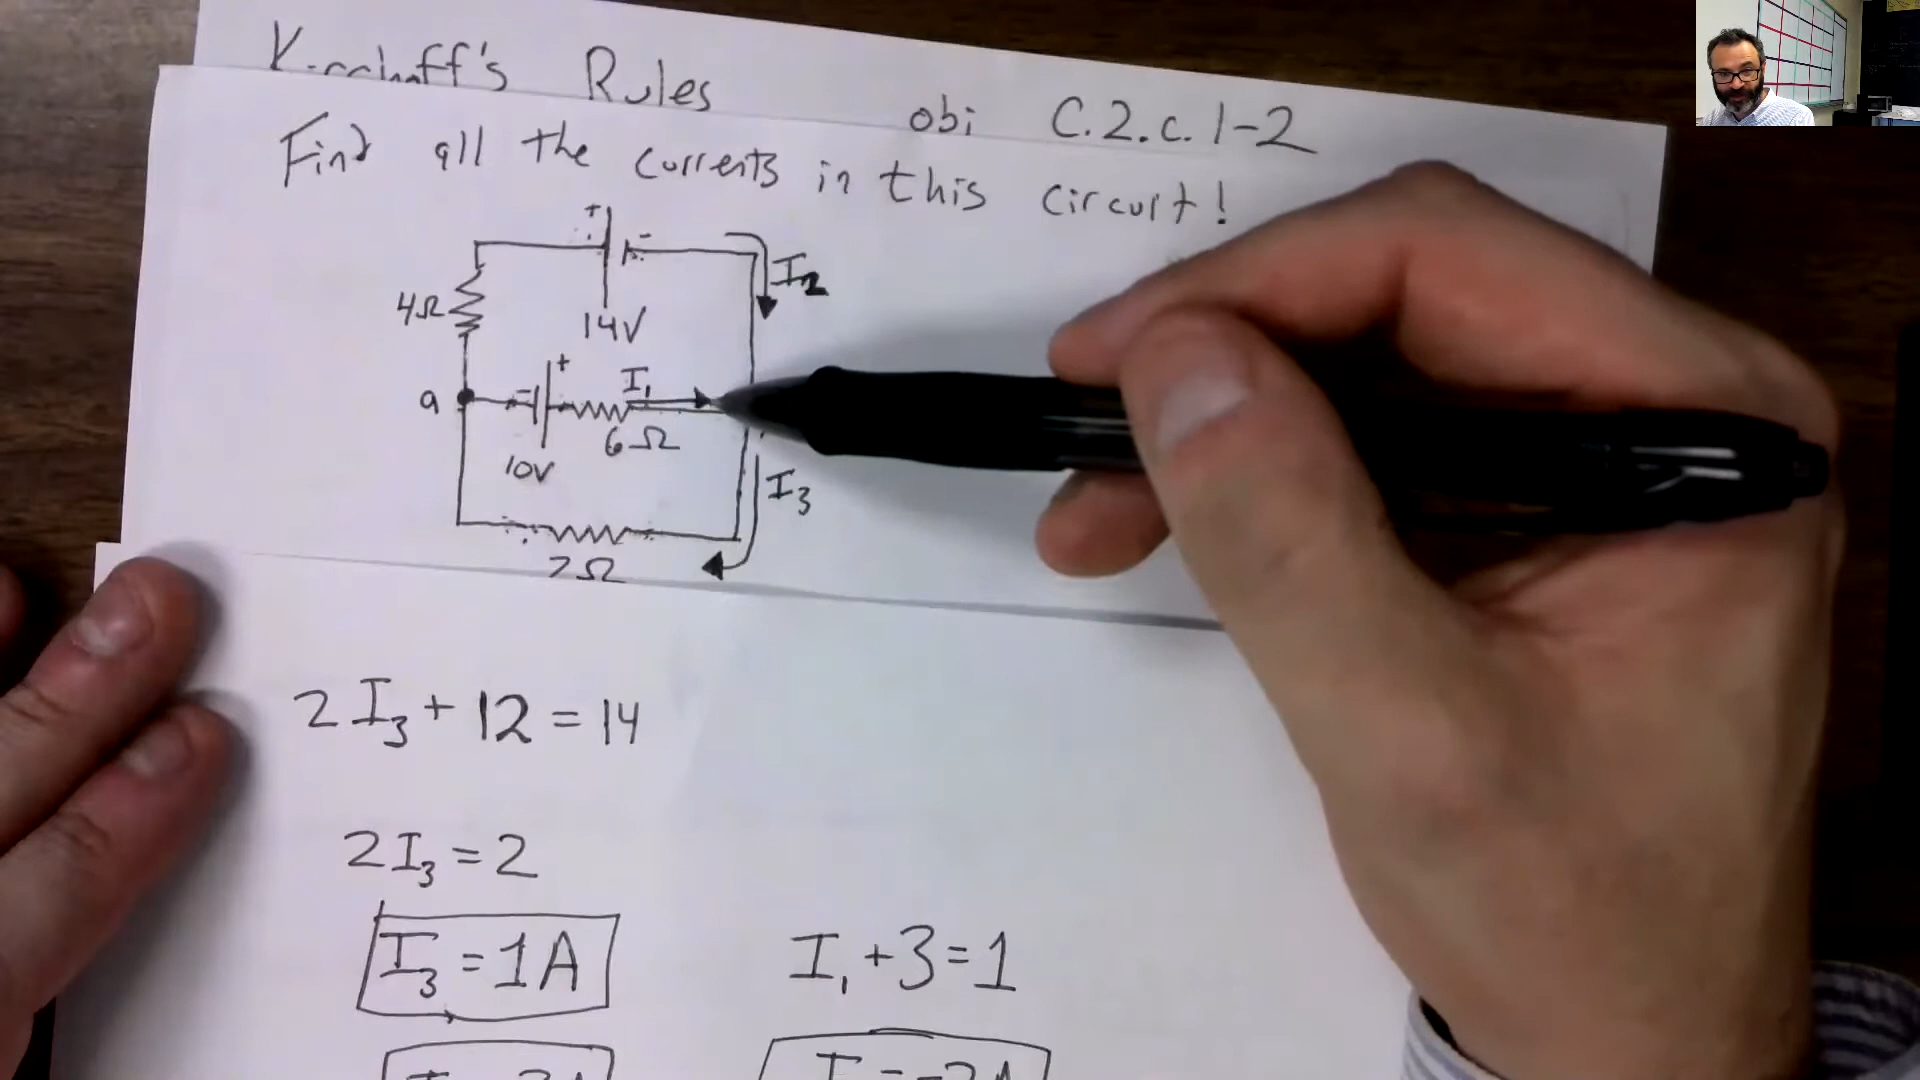 Kirchhoff's Rules obj C.2.c.1-2
Find all the currents in this circuit!
+ -
I₂
4Ω
14V
+
I₁
a
-
6Ω
10V
I₃
2Ω
2I₃ + 12 = 14
2I₃ = 2
I₃ = 1A
I₁ + 3 = 1